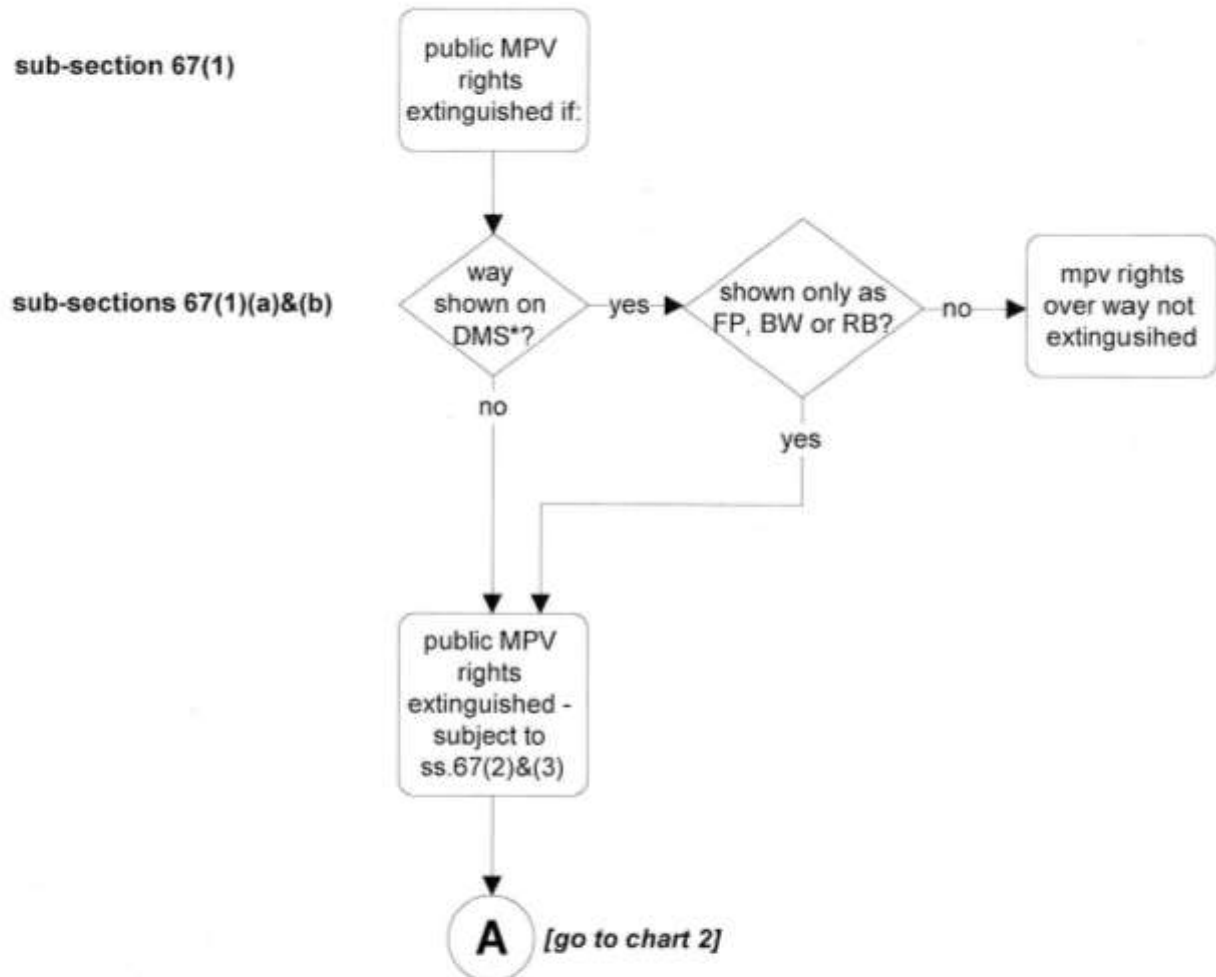 sub-section 67(1)
public MPV
rights
extinguished if:
sub-sections 67(1)(a)&(b)
way
shown on
DMS*?
yes
shown only as
FP, BW or RB?
no
mpv rights
over way not
extingusihed
no
yes
public MPV
rights
extinguished -
subject to
ss.67(2)&(3)
A
[go to chart 2]